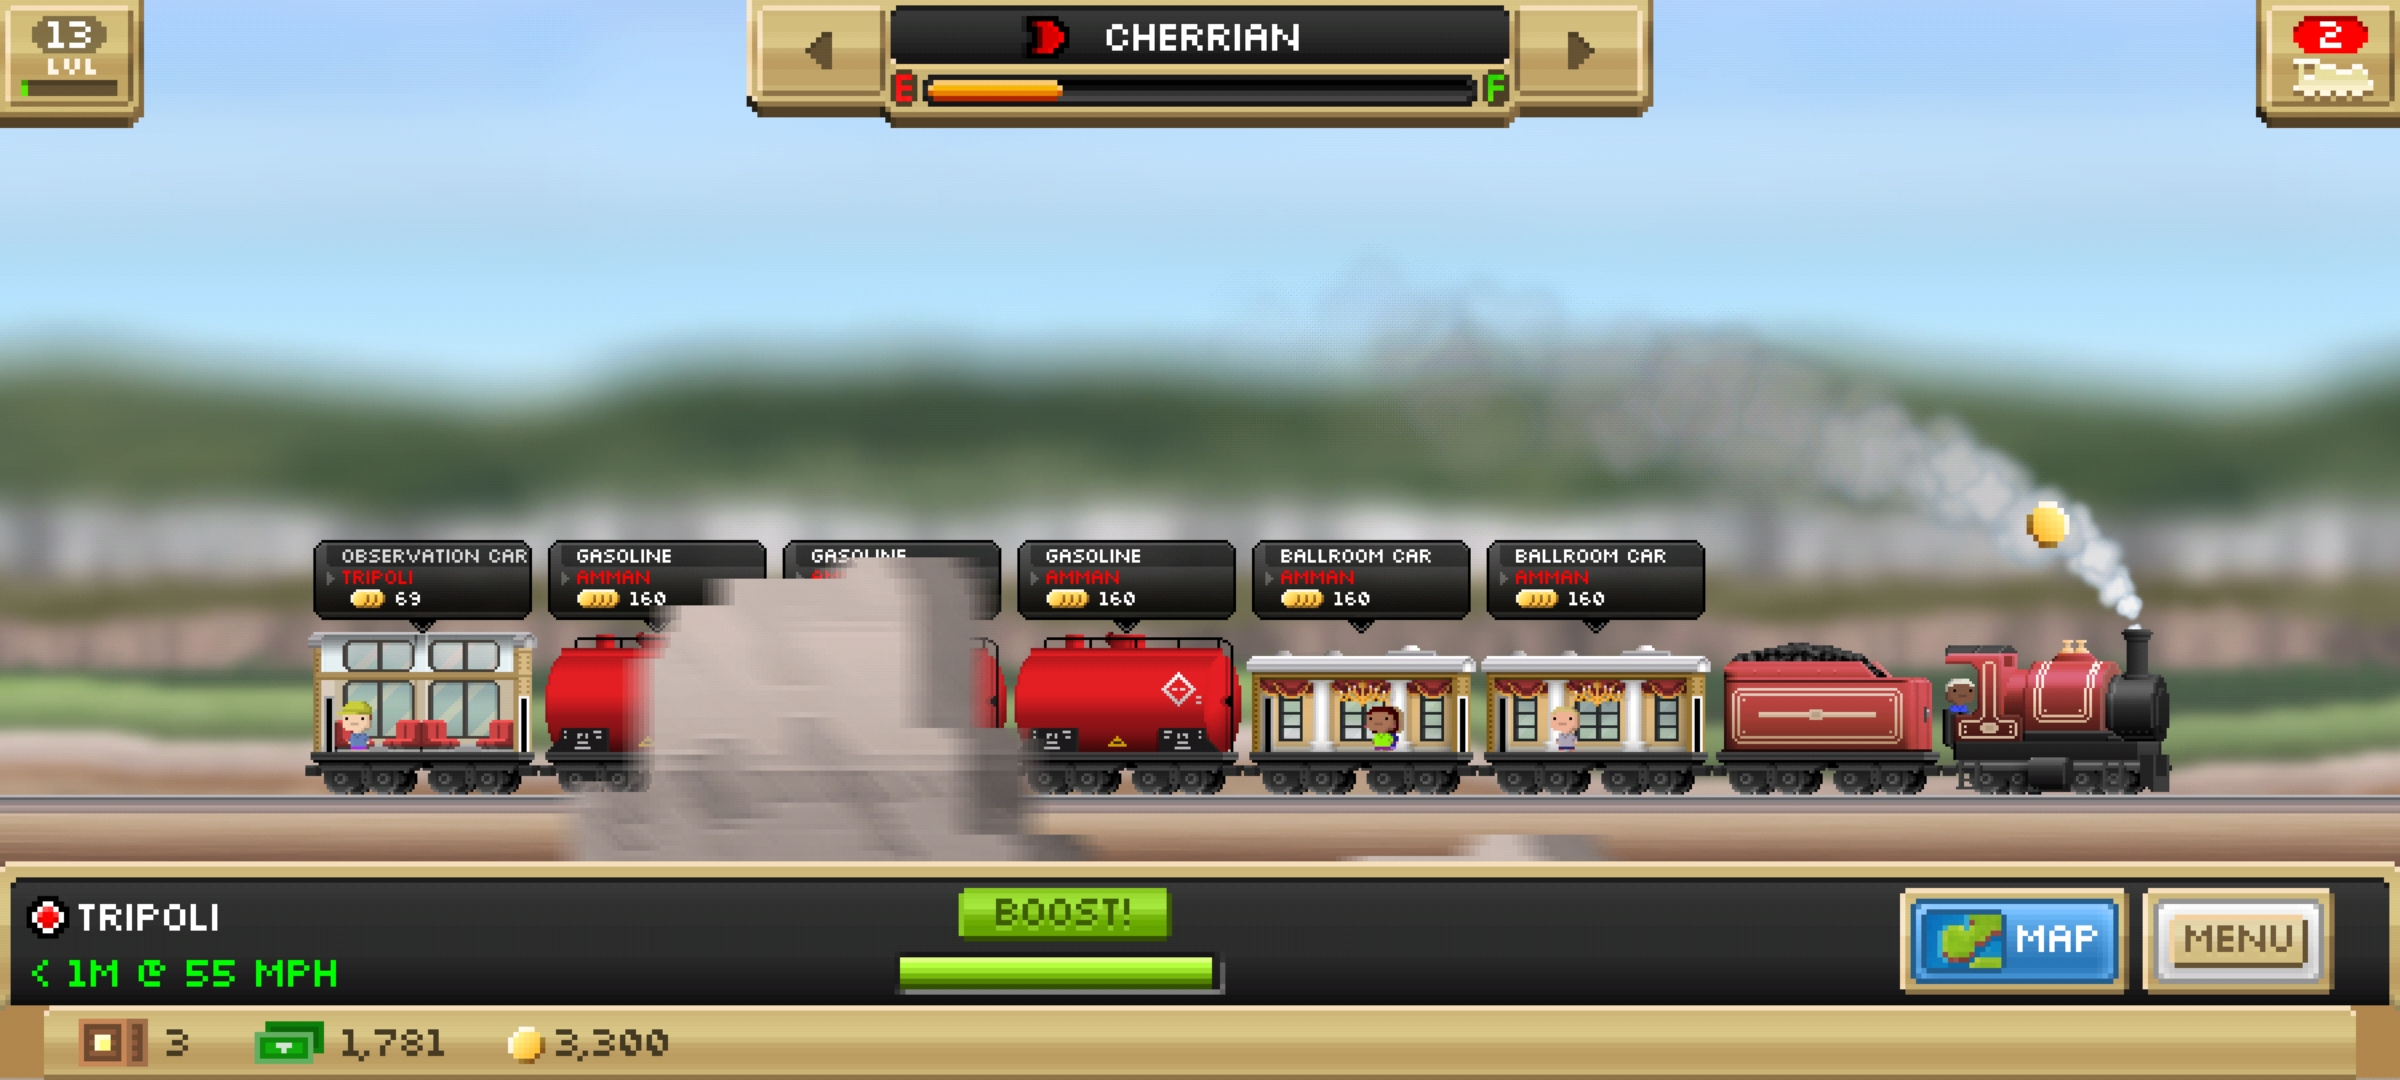 13
LVL
CHERRIAN
E F
2
OBSERVATION CAR
TRIPOLI
69
GASOLINE
AMMAN
160
GASOLINE
GASOLINE
AMMAN
160
BALLROOM CAR
AMMAN
160
BALLROOM CAR
AMMAN
160
TRIPOLI
< 1M @ 55 MPH
BOOST!
MAP
MENU
3
1,781
3,300